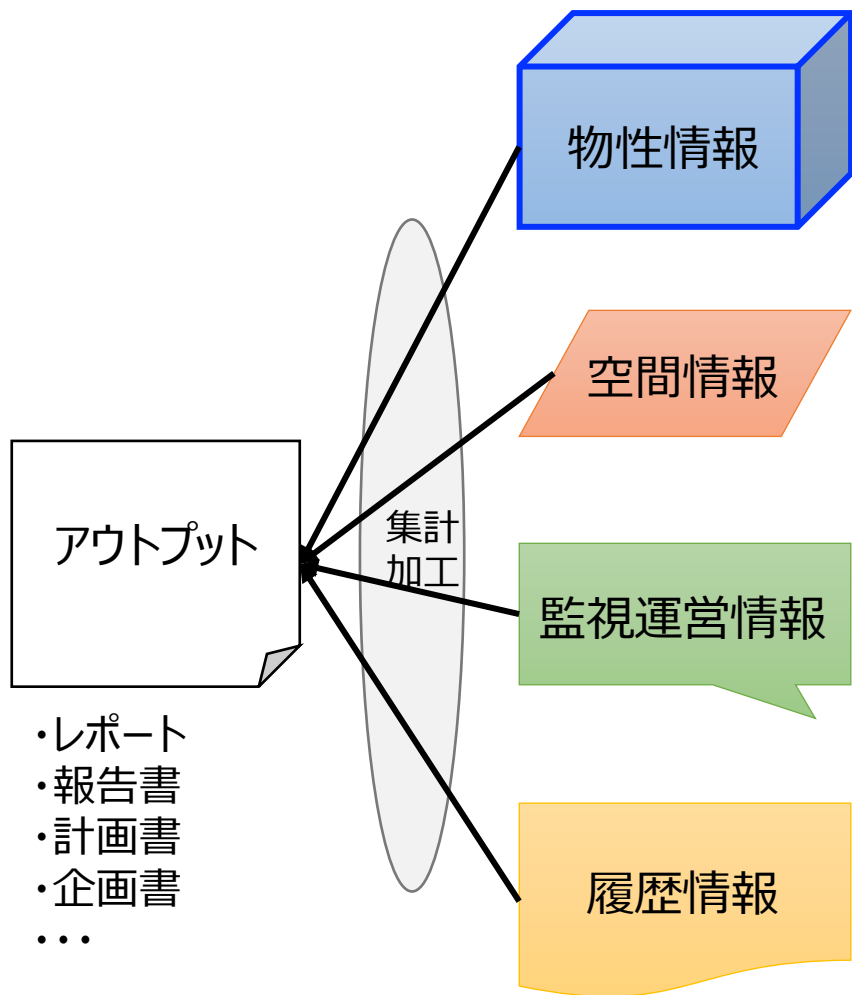 物性情報
空間情報
アウトプット
集計
加工
監視運営情報
・レポート
・報告書
・計画書
・企画書
・・・
履歴情報